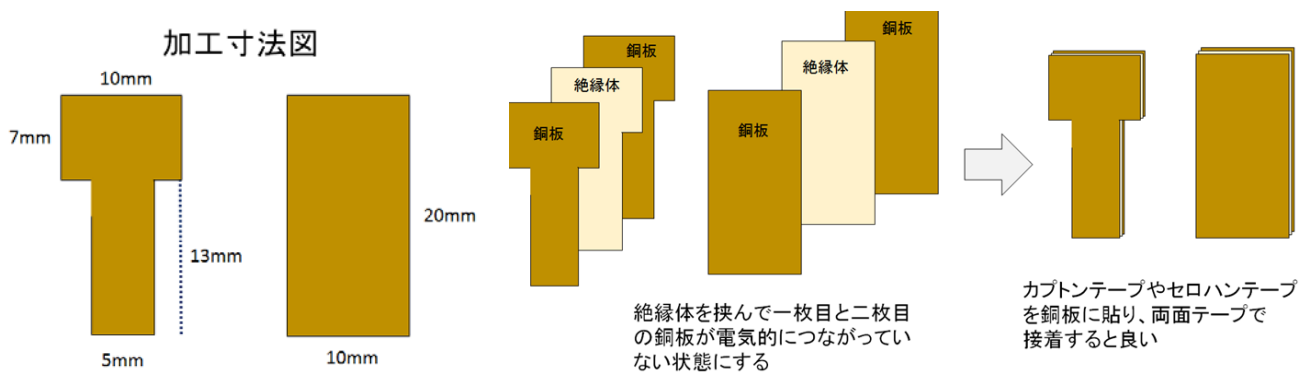 加工寸法図
10mm
7mm
13mm
5mm
20mm
10mm
銅板
絶縁体
銅板
銅板
絶縁体
銅板
絶縁体を挟んで一枚目と二枚目
の銅板が電気的につながってい
ない状態にする
カプトンテープやセロハンテープ
を銅板に貼り、両面テープで
接着すると良い